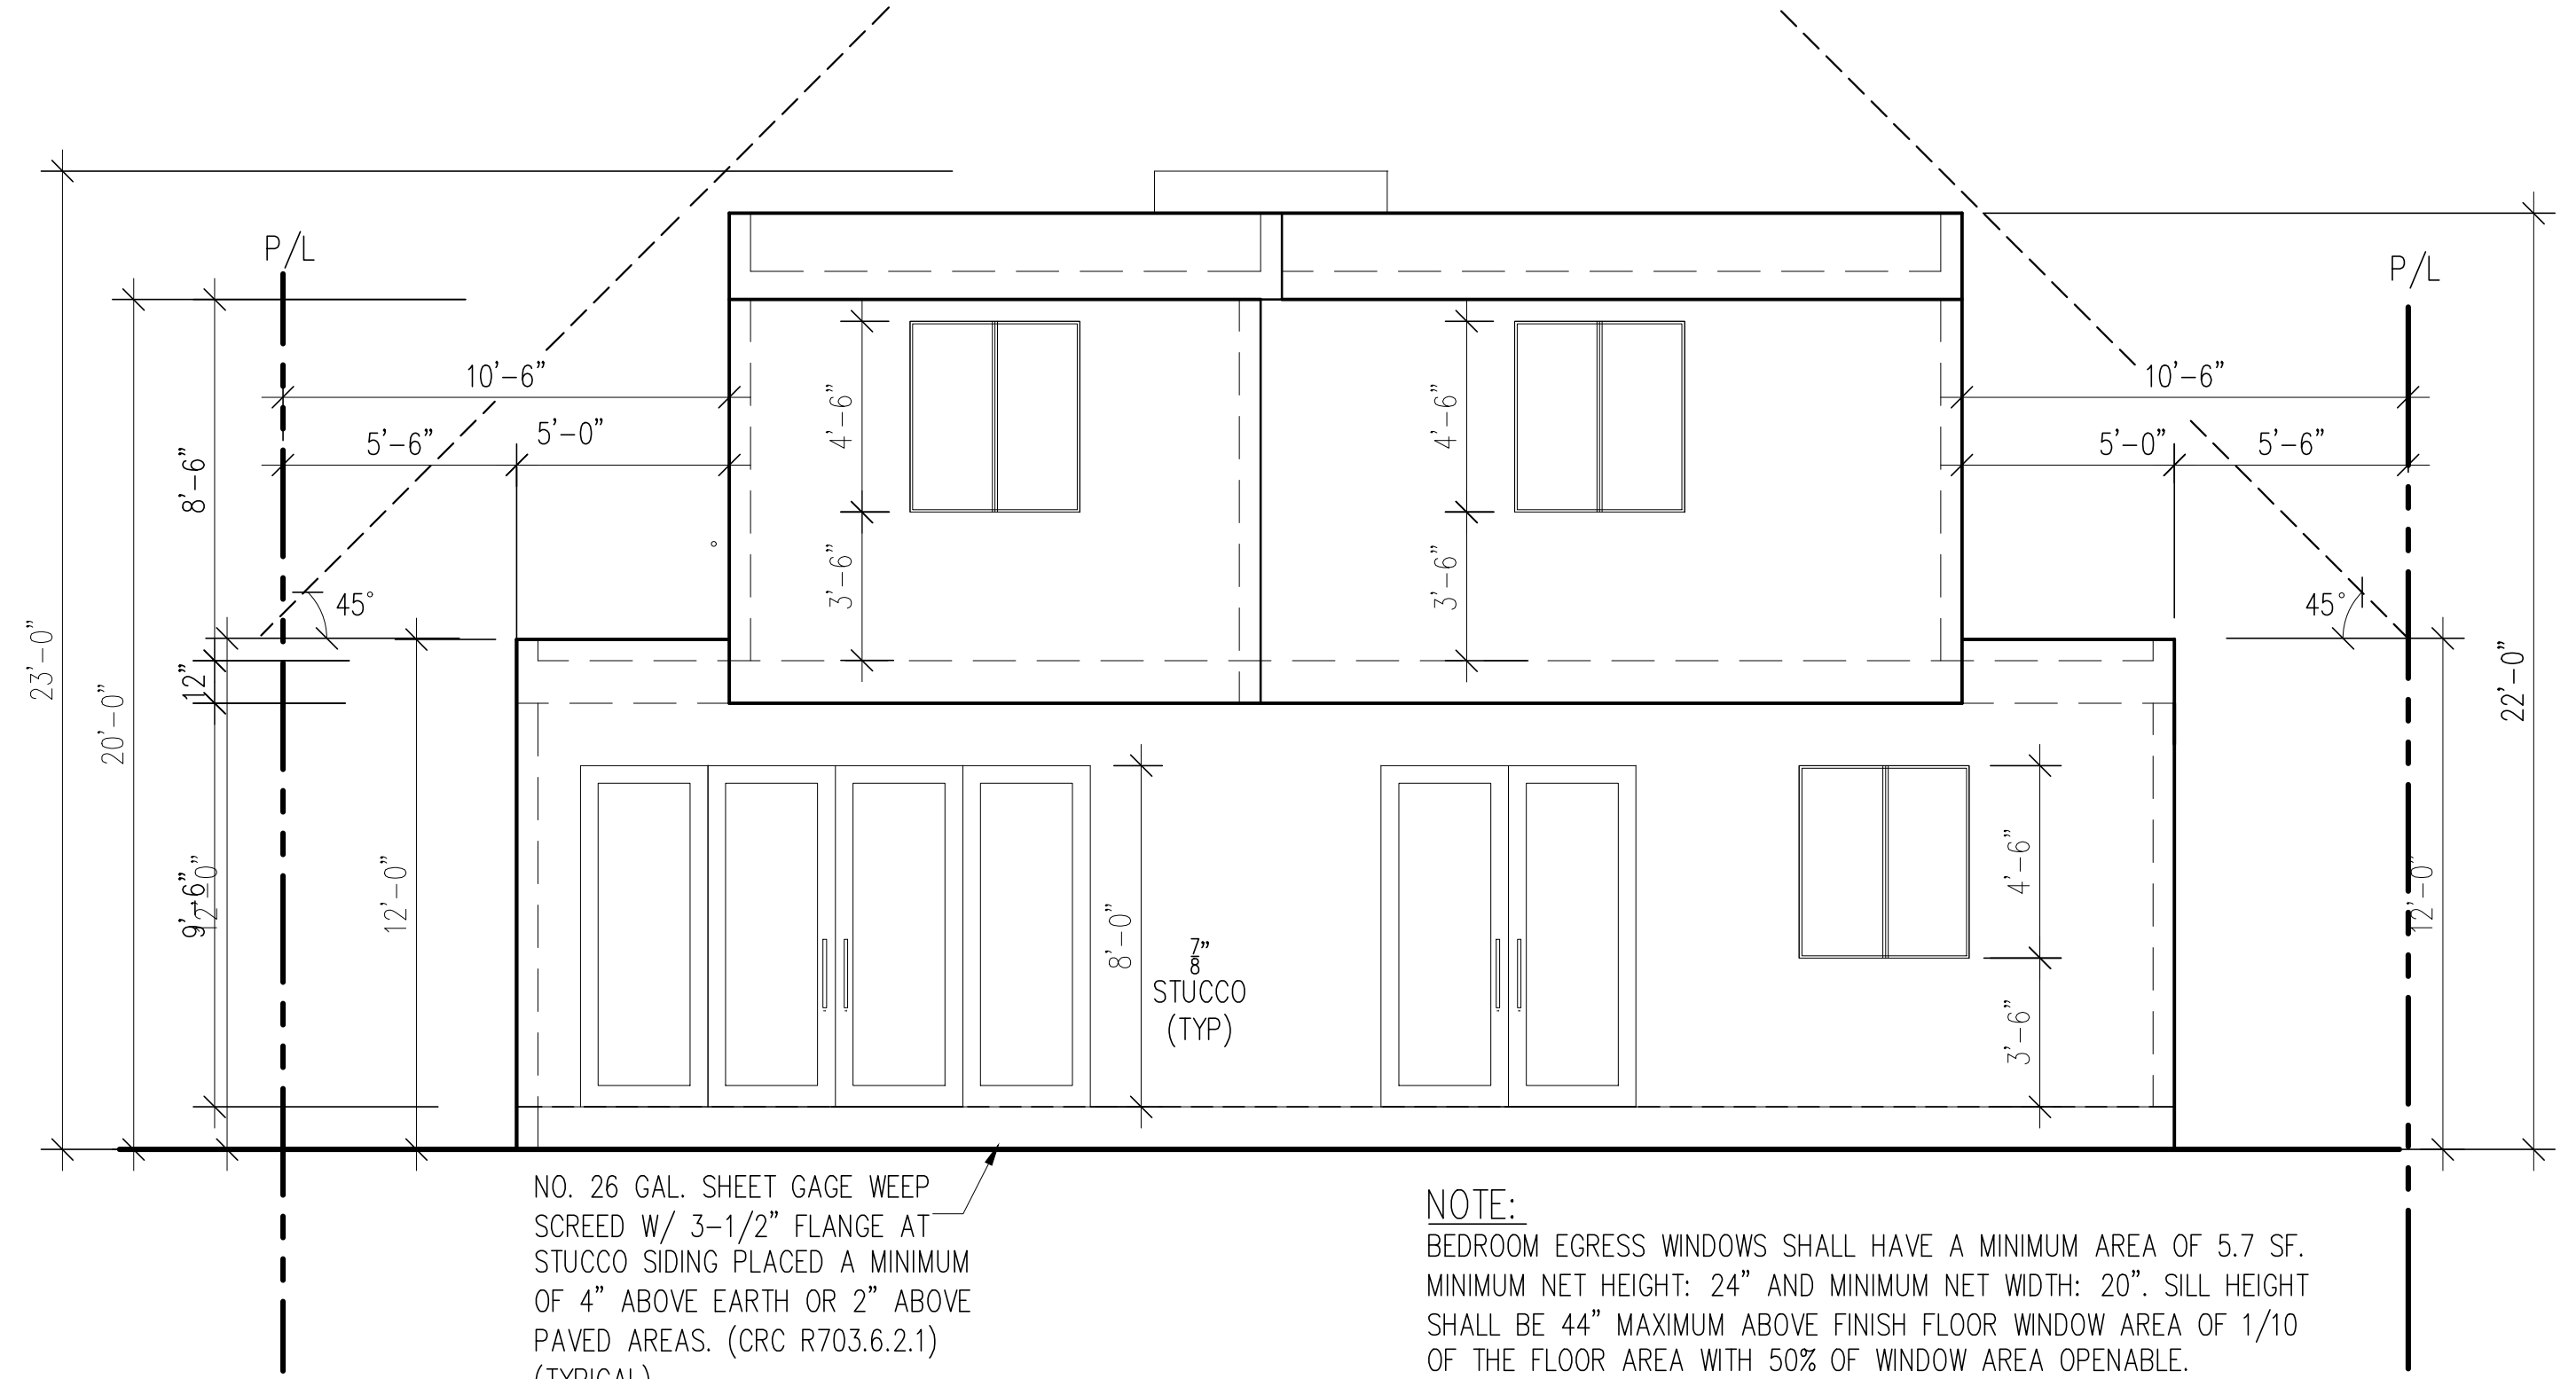 P/L
P/L
10'-6"
10'-6"
5'-6"
5'-0"
5'-0"
5'-6"
4'-6"
4'-6"
8'-6"
3'-6"
3'-6"
45°
45°
23'-0"
12"
20'-0"
22'-0"
9'-6"
12'-0"
12'-0"
8'-0"
4'-6"
12'-0"
3'-6"
7/8"
STUCCO
(TYP)
NO. 26 GAL. SHEET GAGE WEEP
SCREED W/ 3-1/2" FLANGE AT
STUCCO SIDING PLACED A MINIMUM
OF 4" ABOVE EARTH OR 2" ABOVE
PAVED AREAS. (CRC R703.6.2.1)
(TYPICAL)
NOTE:
BEDROOM EGRESS WINDOWS SHALL HAVE A MINIMUM AREA OF 5.7 SF.
MINIMUM NET HEIGHT: 24" AND MINIMUM NET WIDTH: 20". SILL HEIGHT
SHALL BE 44" MAXIMUM ABOVE FINISH FLOOR WINDOW AREA OF 1/10
OF THE FLOOR AREA WITH 50% OF WINDOW AREA OPENABLE.